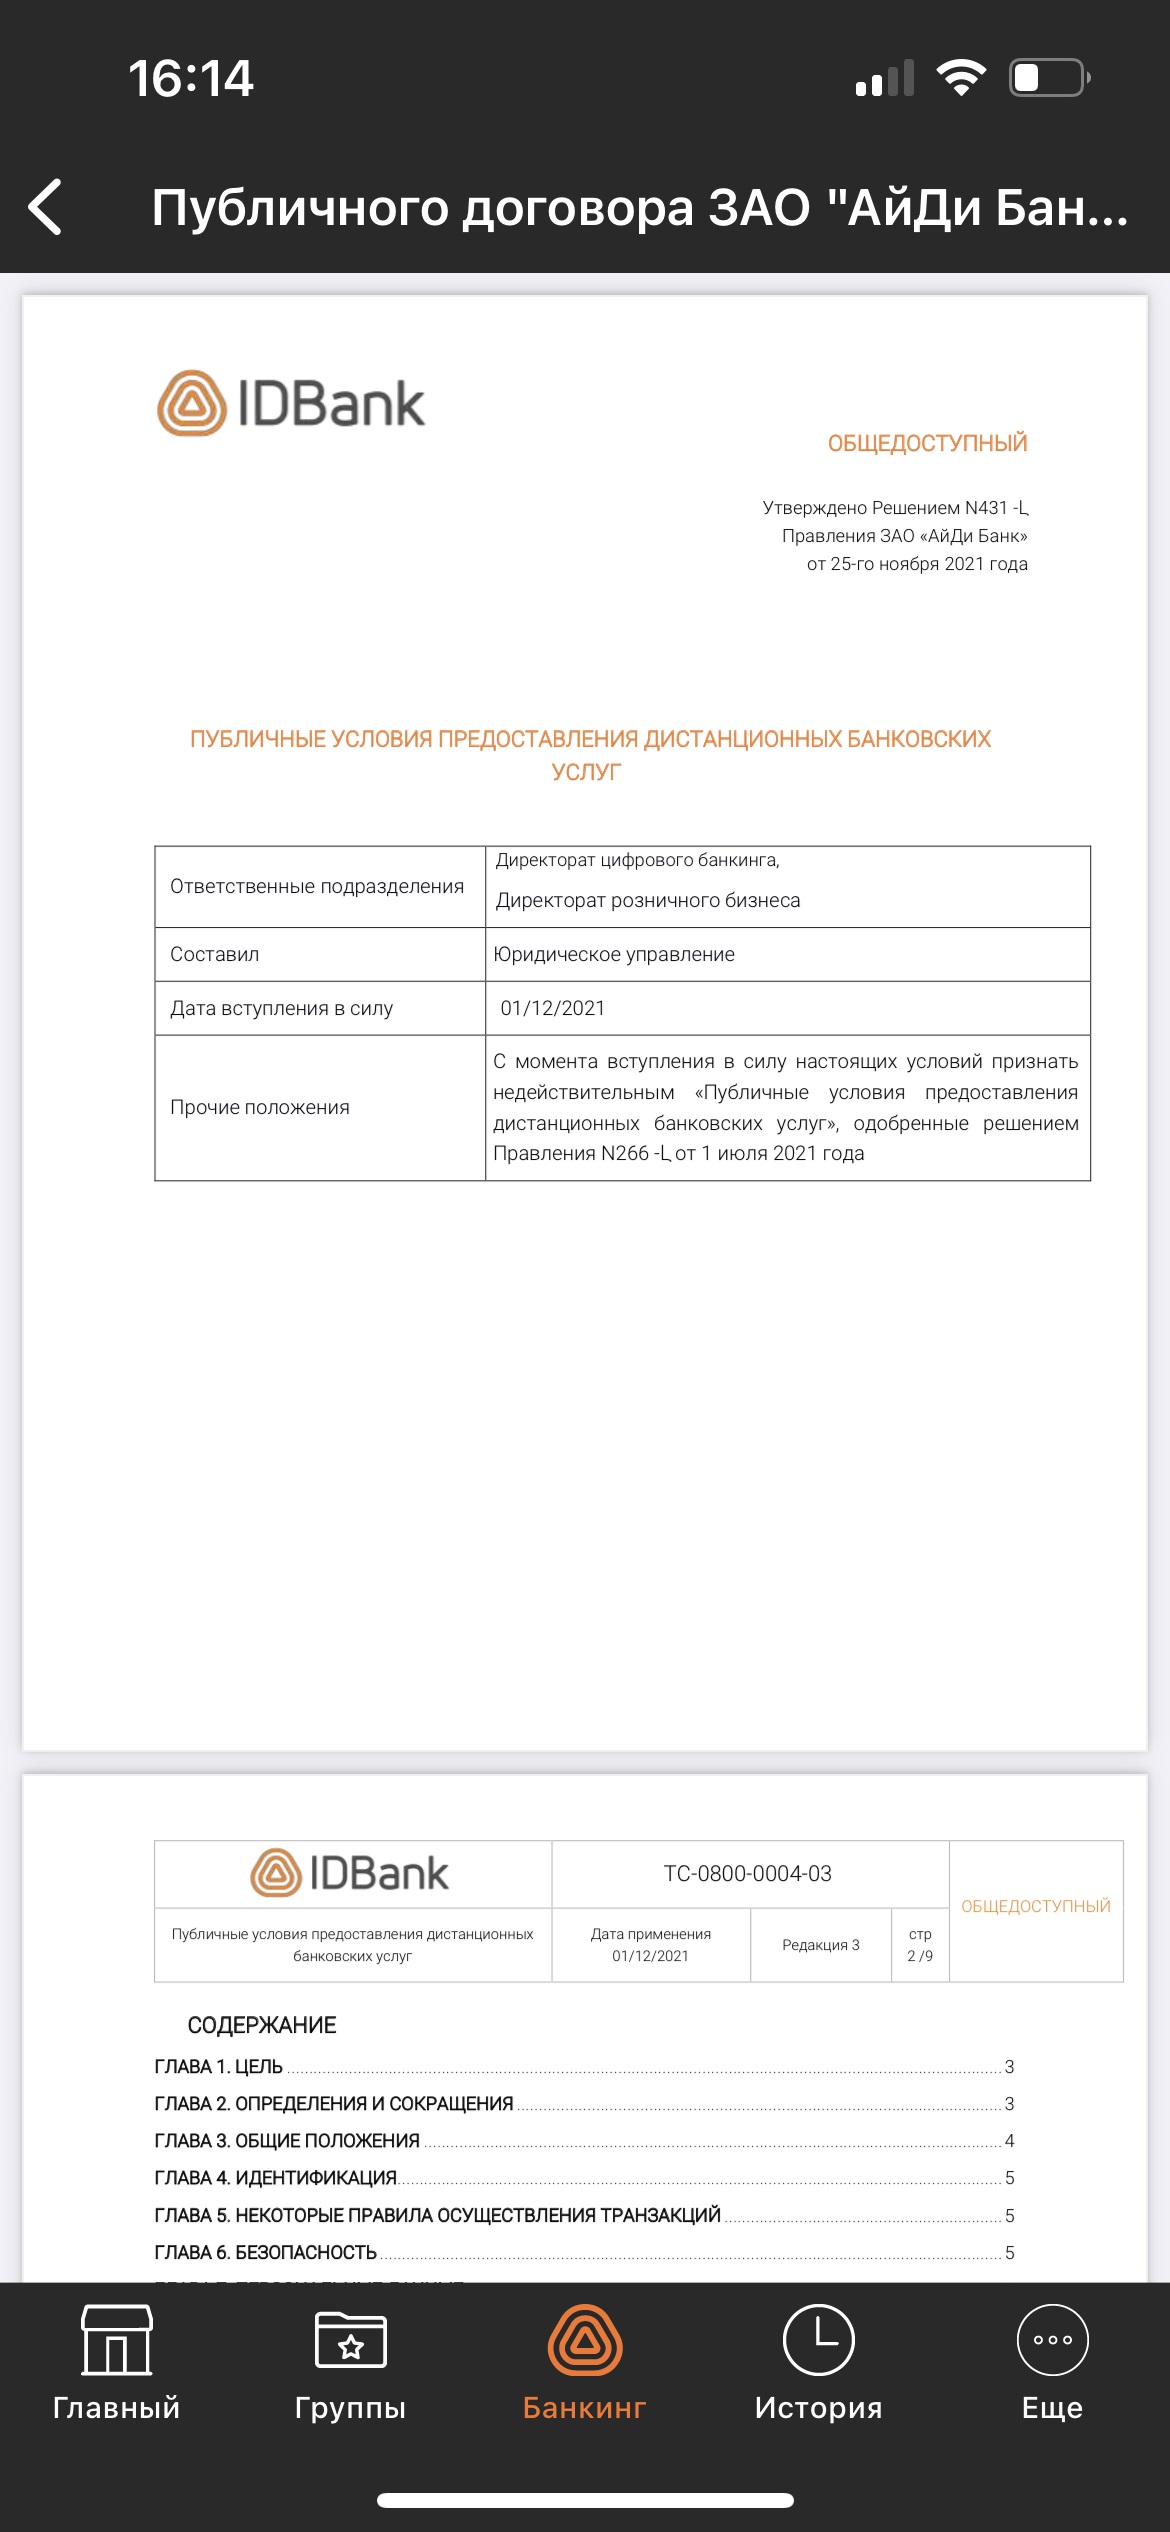 16:14
Публичного договора ЗАО "АйДи Бан...
IDBank
ОБЩЕДОСТУПНЫЙ
Утверждено Решением N431 -Լ
Правления ЗАО «АйДи Банк»
от 25-го ноября 2021 года
ПУБЛИЧНЫЕ УСЛОВИЯ ПРЕДОСТАВЛЕНИЯ ДИСТАНЦИОННЫХ БАНКОВСКИХ
УСЛУГ
Ответственные подразделения
Директорат цифрового банкинга,
Директорат розничного бизнеса
Составил
Юридическое управление
Дата вступления в силу
01/12/2021
Прочие положения
С момента вступления в силу настоящих условий признать
недействительным «Публичные условия предоставления
дистанционных банковских услуг», одобренные решением
Правления N266 -Լ от 1 июля 2021 года
IDBank
ТС-0800-0004-03
ОБЩЕДОСТУПНЫЙ
Публичные условия предоставления дистанционных
банковских услуг
Дата применения
01/12/2021
Редакция 3
стр
2 /9
СОДЕРЖАНИЕ
ГЛАВА 1. ЦЕЛЬ 3
ГЛАВА 2. ОПРЕДЕЛЕНИЯ И СОКРАЩЕНИЯ 3
ГЛАВА 3. ОБЩИЕ ПОЛОЖЕНИЯ 4
ГЛАВА 4. ИДЕНТИФИКАЦИЯ 5
ГЛАВА 5. НЕКОТОРЫЕ ПРАВИЛА ОСУЩЕСТВЛЕНИЯ ТРАНЗАКЦИЙ 5
ГЛАВА 6. БЕЗОПАСНОСТЬ 5
Главный
Группы
Банкинг
История
Еще